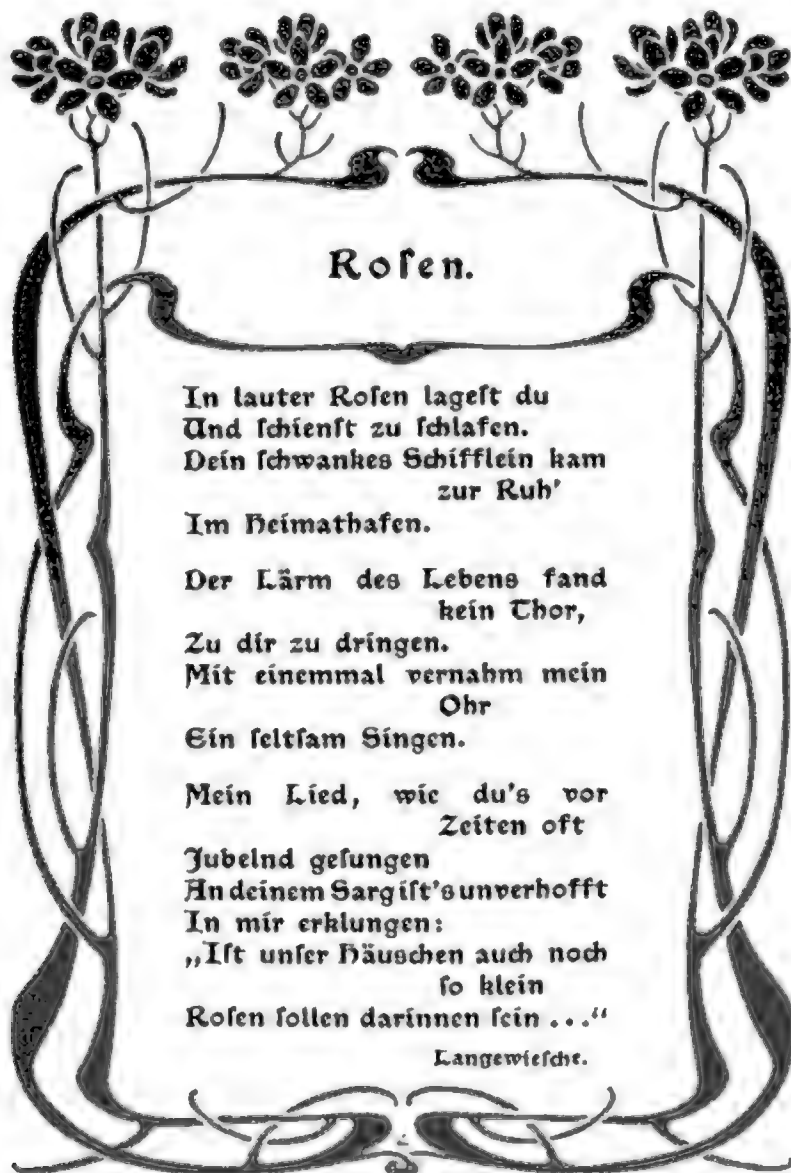 Roſen.
In lauter Roſen lageſt du
Und ſchienſt zu ſchlafen.
Dein ſchwankes Schifflein kam
zur Ruh'
Im Heimathafen.
Der Lärm des Lebens fand
kein Thor,
Zu dir zu dringen.
Mit einemmal vernahm mein
Ohr
Ein ſeltſam Singen.
Mein Lied, wie du's vor
Zeiten oft
Jubelnd geſungen
An deinem Sarg iſt's unverhofft
In mir erklungen:
„Iſt unſer Häuschen auch noch
ſo klein
Roſen ſollen darinnen ſein ...“
Langewieſche.